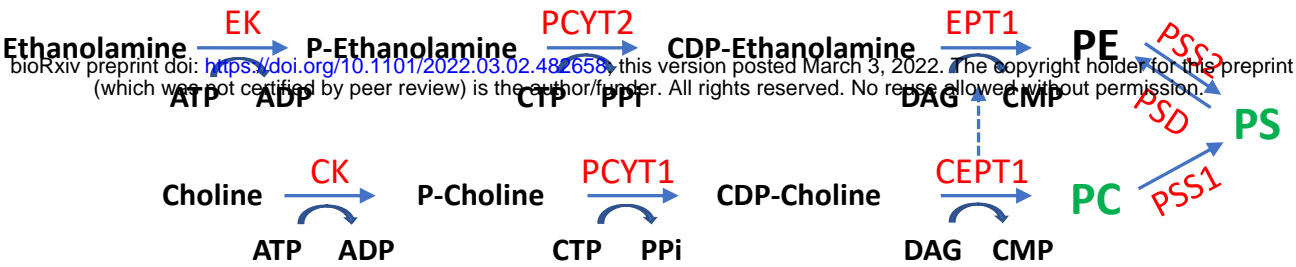 EK PCYT2 EPT1
Ethanolamine P-Ethanolamine CDP-Ethanolamine PE PSS2
bioRxiv preprint doi: https://doi.org/10.1101/2022.03.02.482658; this version posted March 3, 2022. The copyright holder for this preprint
(which was not certified by peer review) is the author/funder. All rights reserved. No reuse allowed without permission.
ATP ADP CTP PPi DAG CMP
PSD PS
CK PCYT1 CEPT1
Choline P-Choline CDP-Choline PC PSS1
ATP ADP CTP PPi DAG CMP